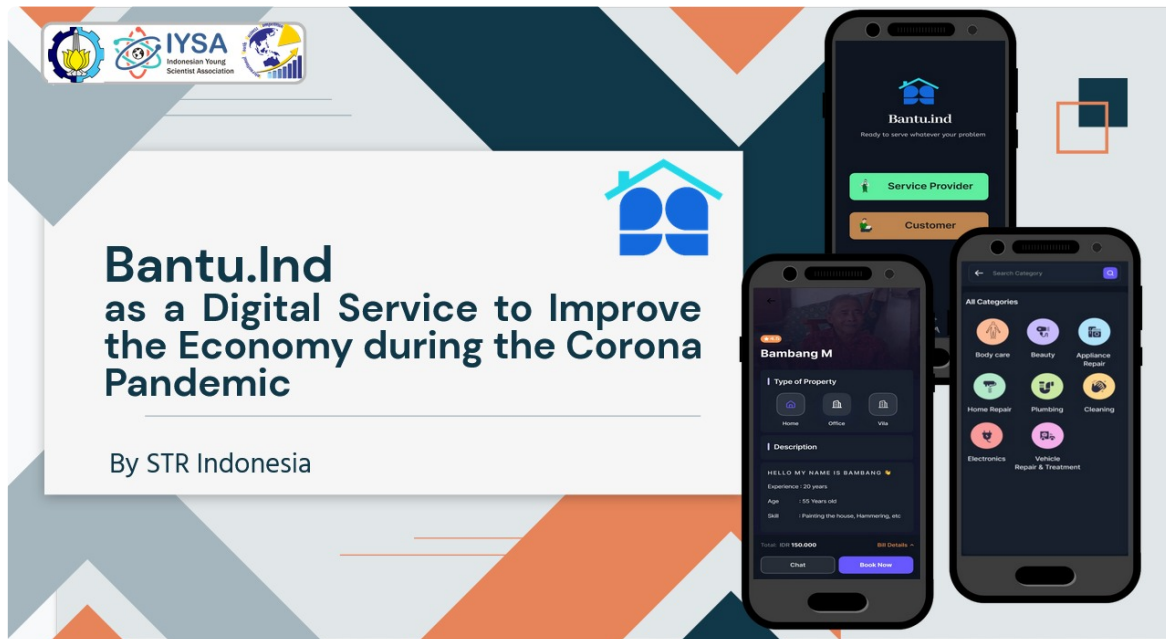 IYSA
Indonesian Young
Scientist Association
Bantu.Ind
as a Digital Service to Improve
the Economy during the Corona
Pandemic
By STR Indonesia
Bantu.ind
Ready to serve whatever your problem
Service Provider
Customer
Bambang M
Type of Property
Home
Office
Vila
Description
HELLO MY NAME IS BAMBANG 👋
Experience : 20 years
Age : 55 Years old
Skill : Painting the house, Hammering, etc
Total: IDR 150.000
Bill Details
Chat
Book Now
Search Category
All Categories
Body care
Beauty
Appliance
Repair
Home Repair
Plumbing
Cleaning
Electronics
Vehicle
Repair & Treatment